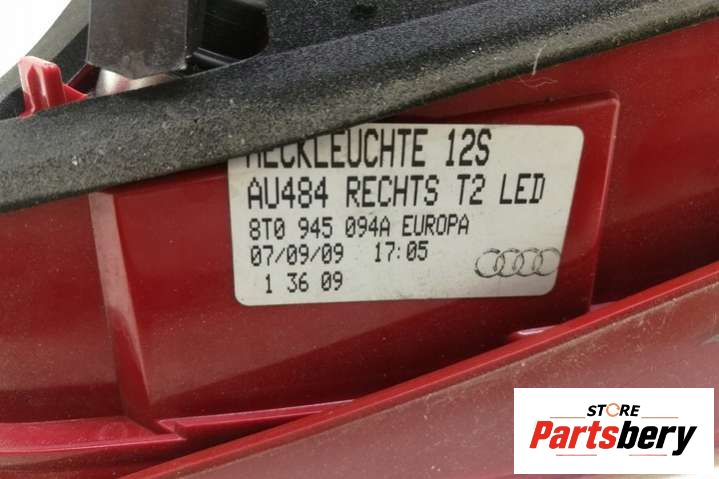 HECKLEUCHTE 12S
AU484 RECHTS T2 LED
8T0 945 094A EUROPA
07/09/09 17:05
1 36 09
STORE
Partsbery